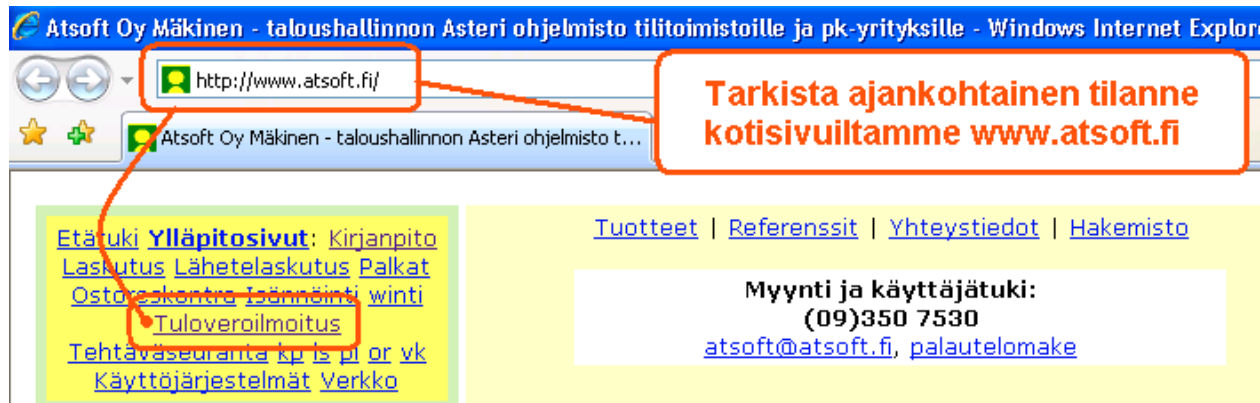 Atsoft Oy Mäkinen - taloushallinnon Asteri ohjelmisto tilitoimistoille ja pk-yrityksille - Windows Internet Explor
http://www.atsoft.fi/
Tarkista ajankohtainen tilanne
kotisivuiltamme www.atsoft.fi
Atsoft Oy Mäkinen - taloushallinnon Asteri ohjelmisto t...
Etätuki Ylläpitosivut: Kirjanpito
Laskutus Lähetelaskutus Palkat
Ostoreskontra Isännöinti winti
Tuloveroilmoitus
Tehtäväseuranta kp ls pl or vk
Käyttöjärjestelmät Verkko
Tuotteet | Referenssit | Yhteystiedot | Hakemisto
Myynti ja käyttäjätuki:
(09)350 7530
atsoft@atsoft.fi, palautelomake